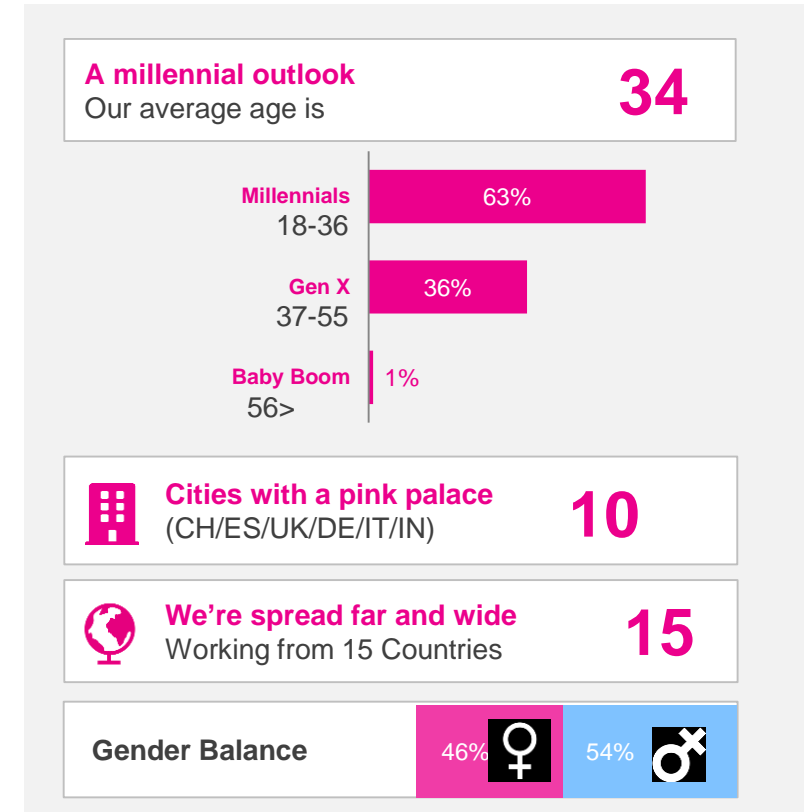 A millennial outlook
Our average age is
34
Millennials
18-36
63%
Gen X
37-55
36%
Baby Boom
56>
1%
Cities with a pink palace
(CH/ES/UK/DE/IT/IN)
10
We're spread far and wide
Working from 15 Countries
15
Gender Balance
46%
54%